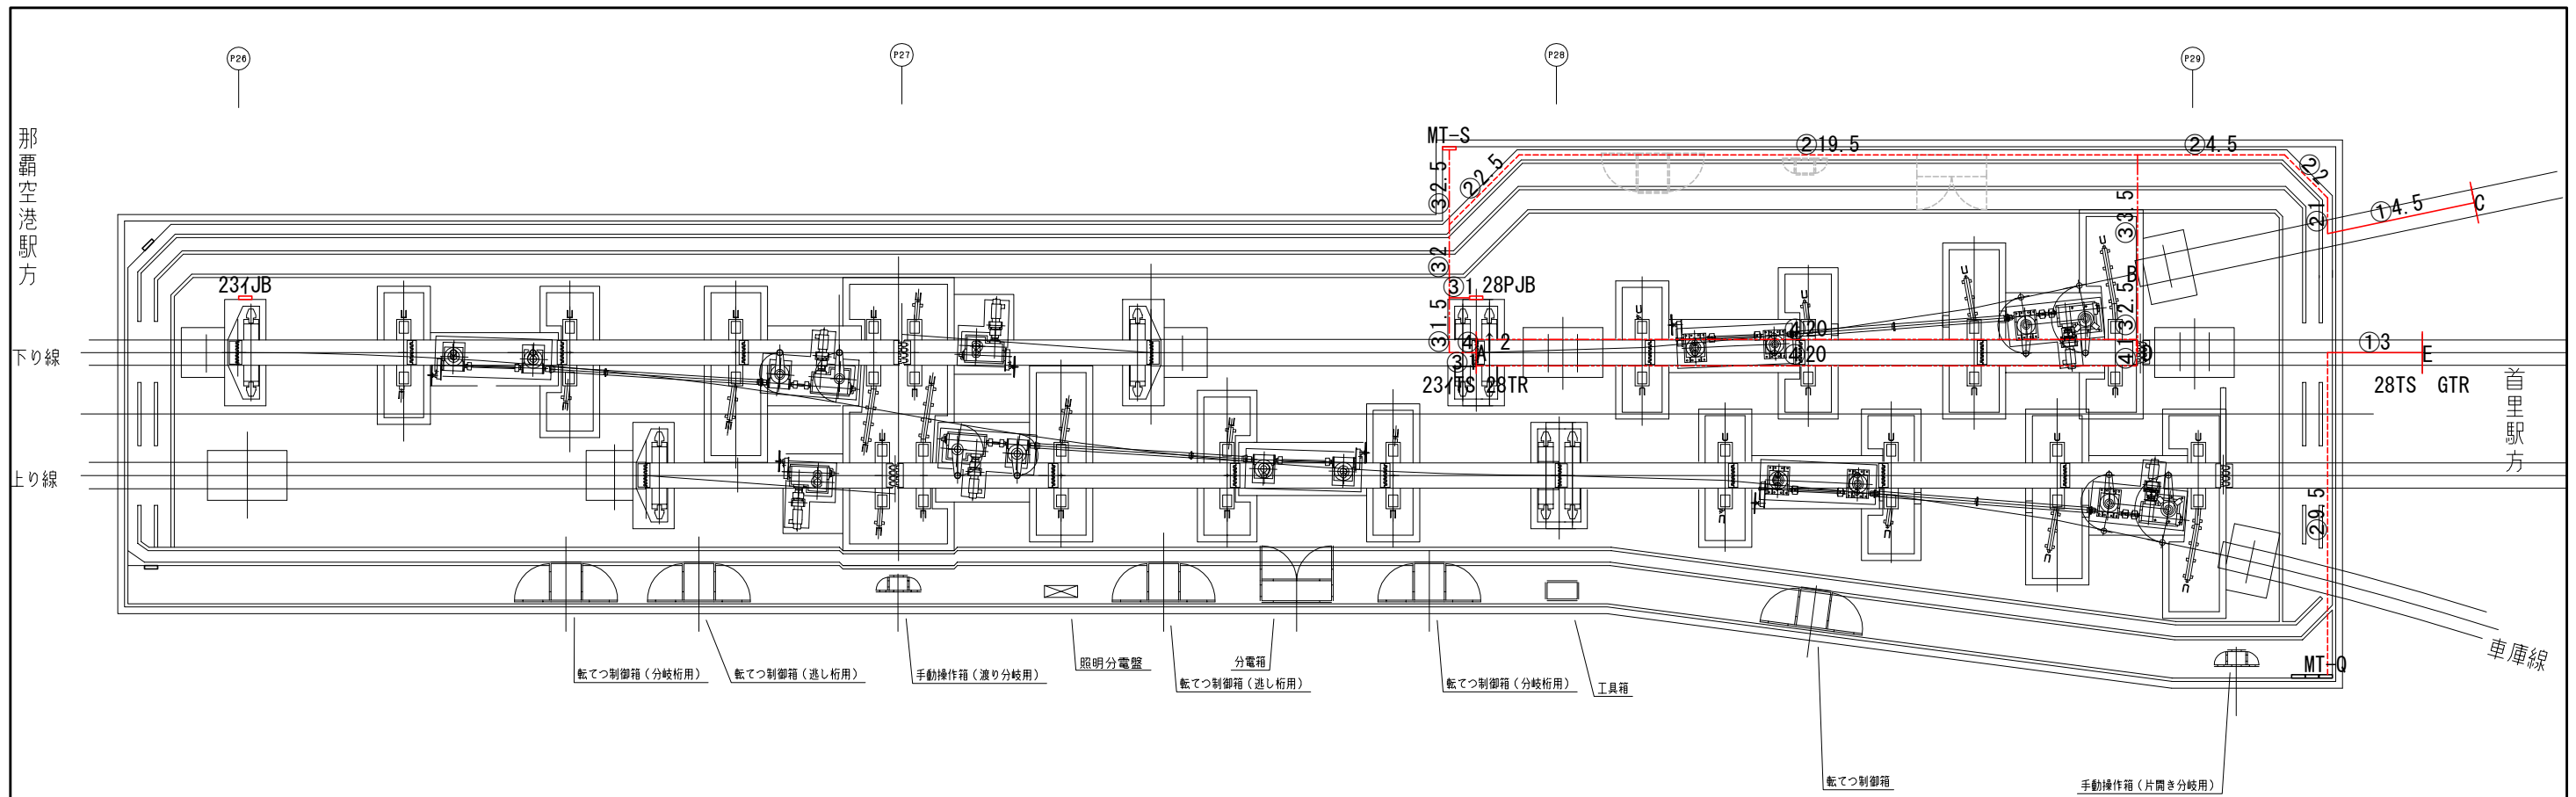 P26
P27
P28
P29
那覇空港駅方
MT-S
②19.5
②4.5
②2
②1
①4.5
C
③2.5
②2.5
③3.5
③2
B
23イJB
③1
28PJB
③1.5
③2.5
④20
④20
④1
2
A
③1
①3
E
下り線
23イTS
28TR
28TS
GTR
首里駅方
上り線
②9.5
MT-Q
車庫線
転てつ制御箱(分岐桁用)
転てつ制御箱(逃し桁用)
手動操作箱(渡り分岐用)
照明分電盤
転てつ制御箱(逃し桁用)
分電箱
転てつ制御箱(分岐桁用)
工具箱
転てつ制御箱
手動操作箱(片開き分岐用)